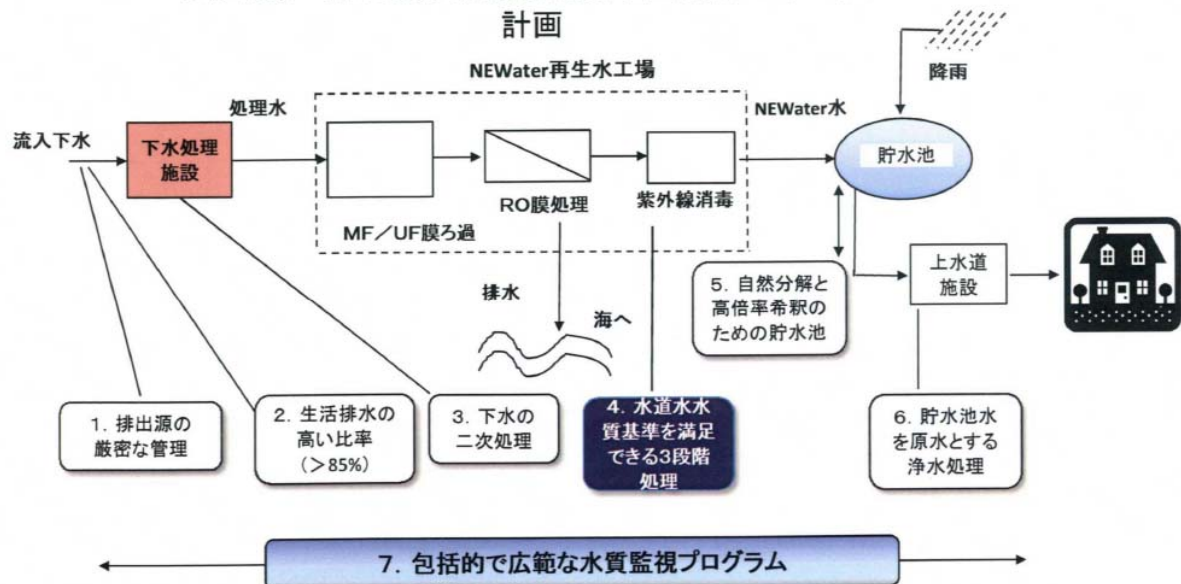 計画
NEWater再生水工場
降雨
処理水
NEWater水
流入下水
下水処理
施設
貯水池
RO膜処理
紫外線消毒
MF/UF膜ろ過
上水道
施設
5. 自然分解と
高倍率希釈の
ための貯水池
排水
海へ
1. 排出源の
厳密な管理
2. 生活排水の
高い比率
(>85%)
3. 下水の
二次処理
4. 水道水水
質基準を満足
できる3段階
処理
6. 貯水池水
を原水とする
浄水処理
7. 包括的で広範な水質監視プログラム